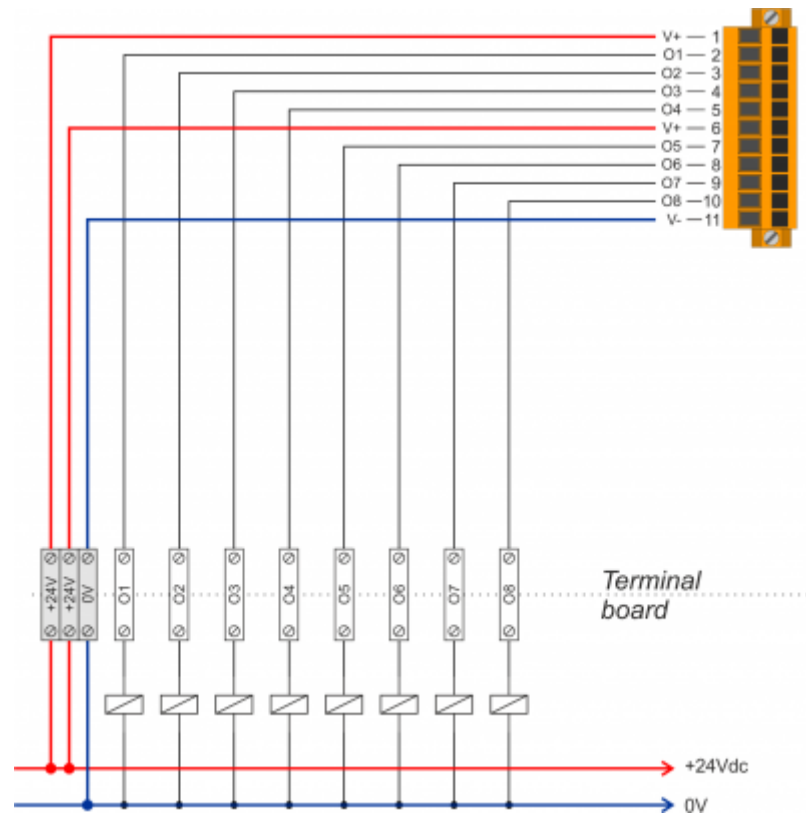 V+ — 1
O1 — 2
O2 — 3
O3 — 4
O4 — 5
V+ — 6
O5 — 7
O6 — 8
O7 — 9
O8 — 10
V- — 11
+24V
+24V
0V
O1
O2
O3
O4
O5
O6
O7
O8
Terminal
board
+24Vdc
0V